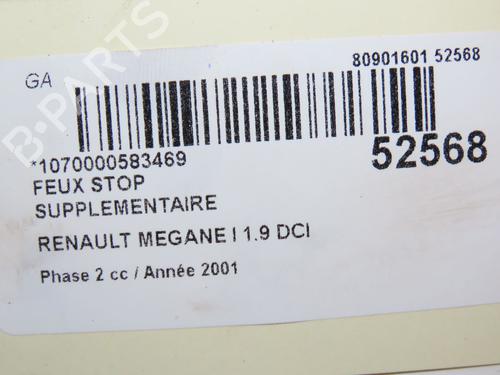 GA
80901601 52568
*1070000583469
52568
FEUX STOP
SUPPLEMENTAIRE
RENAULT MEGANE I 1.9 DCI
Phase 2 cc / Année 2001
B-PARTS